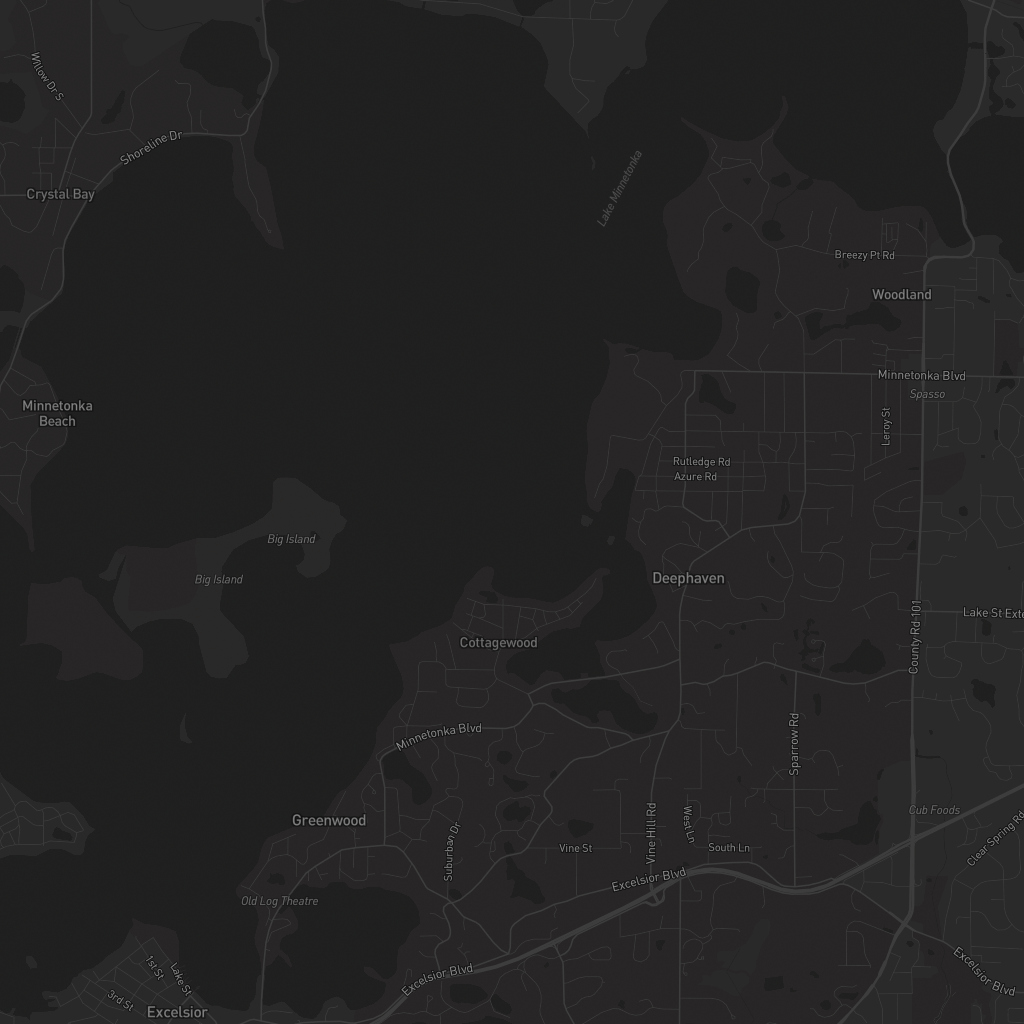 Willow Dr S
Shoreline Dr
Lake Minnetonka
Crystal Bay
Breezy Pt Rd
Woodland
Minnetonka Blvd
Spasso
Minnetonka
Beach
Leroy St
Rutledge Rd
Azure Rd
Big Island
Big Island
Deephaven
Lake St Exte
County Rd 101
Cottagewood
Minnetonka Blvd
Sparrow Rd
Cub Foods
Greenwood
Vine Hill Rd
West Ln
Clear Spring Rd
Suburban Dr
Vine St
South Ln
Excelsior Blvd
Old Log Theatre
Excelsior Blvd
Excelsior Blvd
1st St
Lake St
3rd St
Excelsior